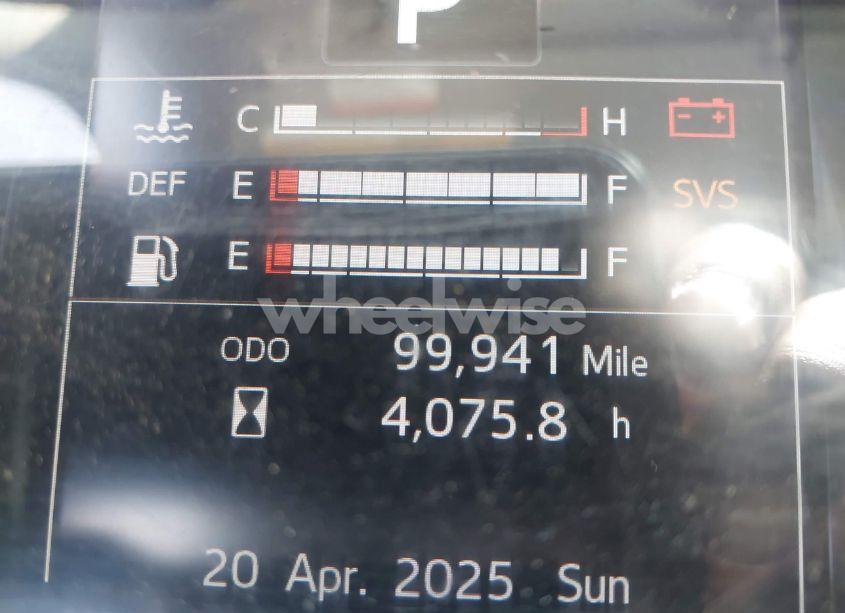 P
C H
DEF E F SVS
E F
wheelwise
ODO 99,941 Mile
4,075.8 h
20 Apr. 2025 Sun